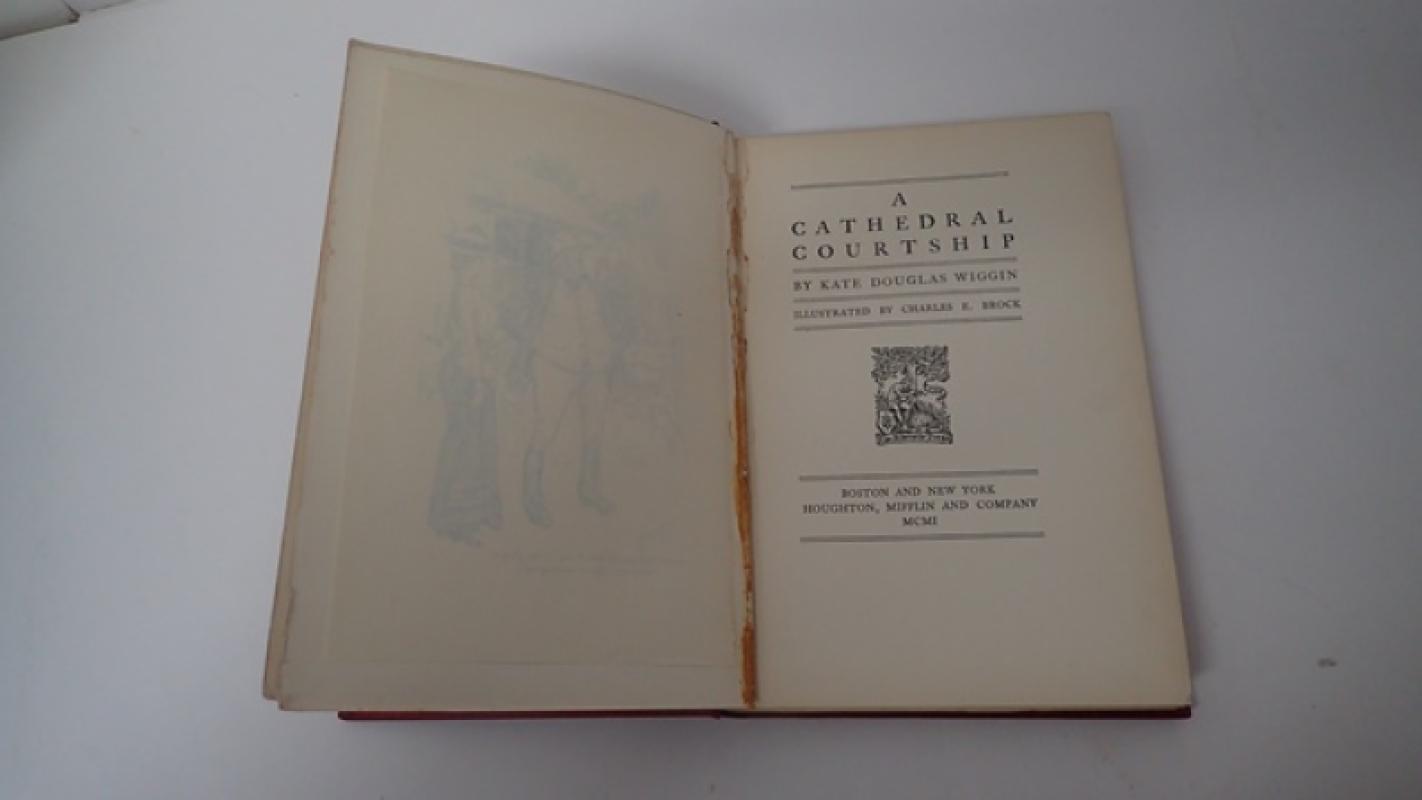 A
CATHEDRAL
COURTSHIP
BY KATE DOUGLAS WIGGIN
ILLUSTRATED BY CHARLES E. BROCK
BOSTON AND NEW YORK
HOUGHTON, MIFFLIN AND COMPANY
MCMI